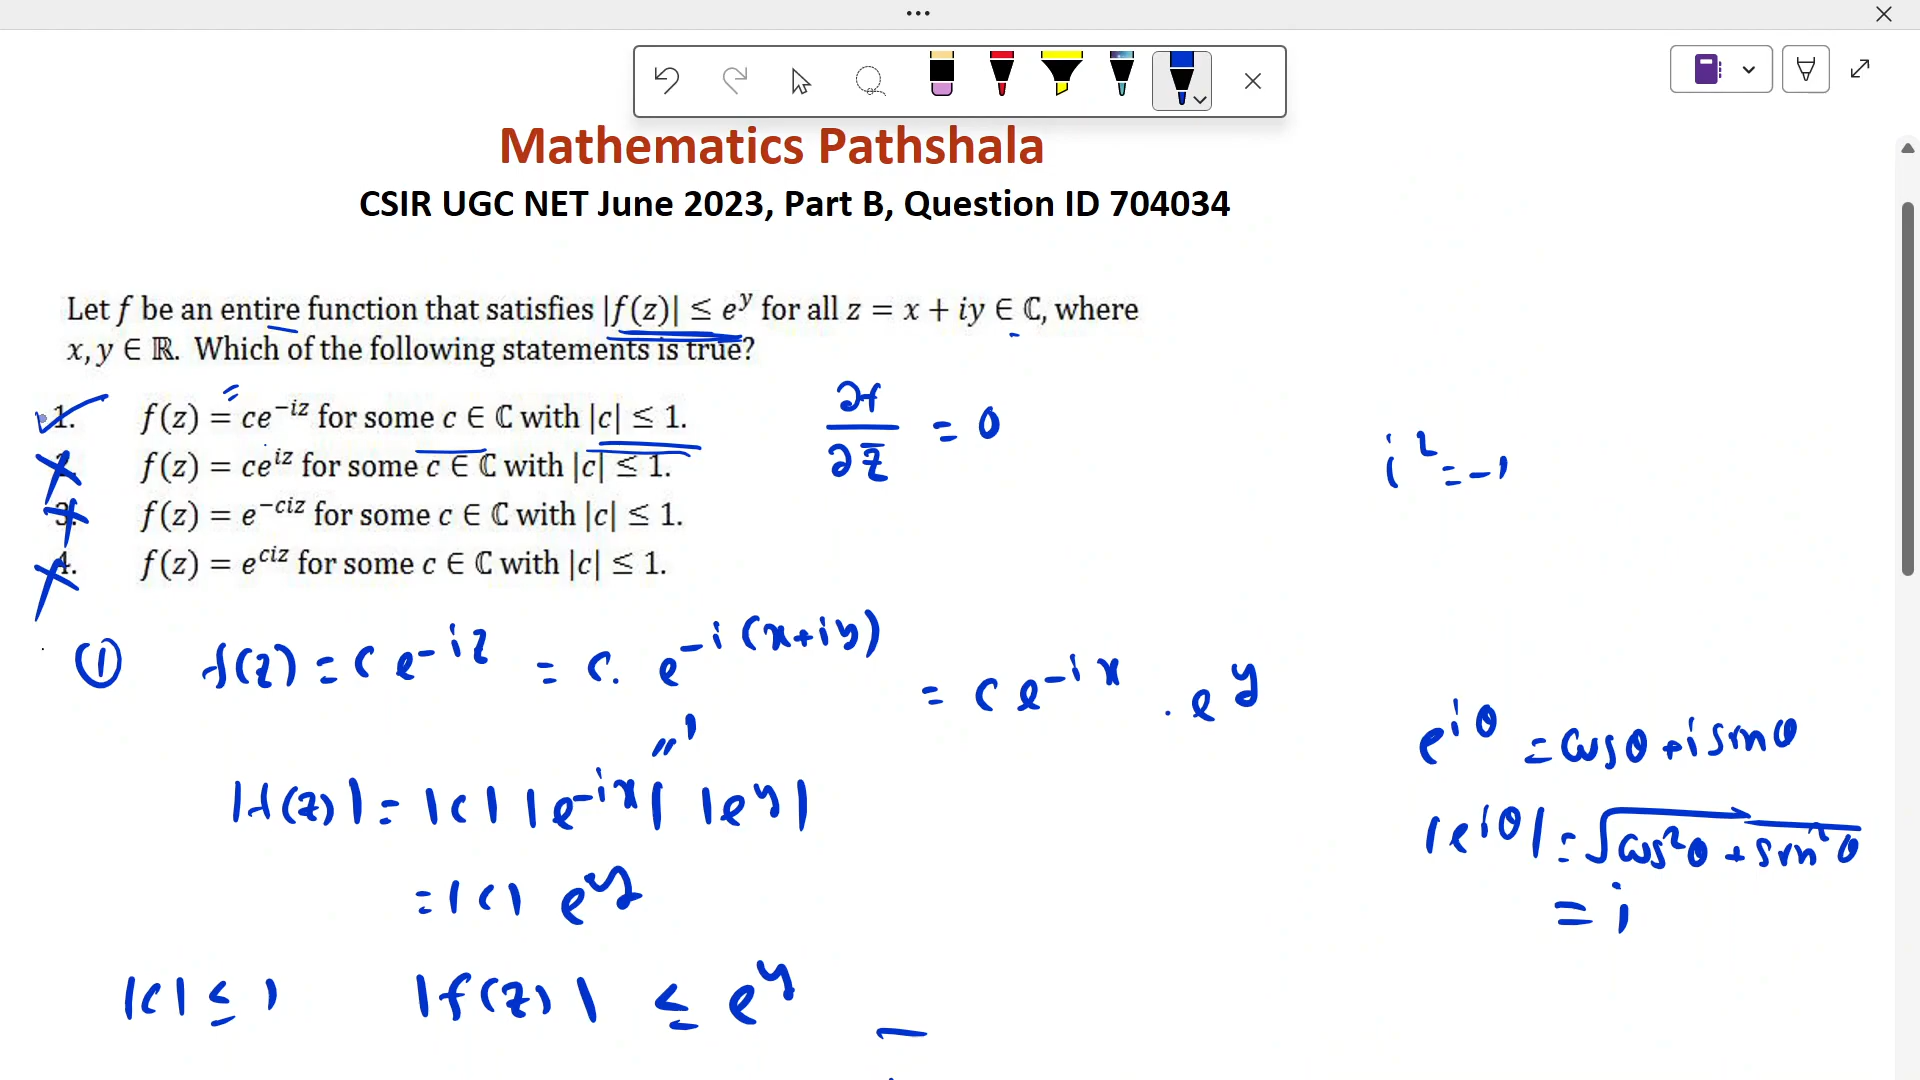 Mathematics Pathshala
CSIR UGC NET June 2023, Part B, Question ID 704034
Let f be an entire function that satisfies |f(z)| ≤ e^y for all z = x + iy ∈ ℂ, where
x, y ∈ ℝ. Which of the following statements is true?
1. f(z) = ce^{-iz} for some c ∈ ℂ with |c| ≤ 1.
2. f(z) = ce^{iz} for some c ∈ ℂ with |c| ≤ 1.
3. f(z) = e^{-ciz} for some c ∈ ℂ with |c| ≤ 1.
4. f(z) = e^{ciz} for some c ∈ ℂ with |c| ≤ 1.
∂f/∂z̄ = 0
i² = -1
① f(z) = c e^{-iz} = c. e^{-i(x+iy)} = c e^{-ix} . e^y
|f(z)| = |c| |e^{-ix}| |e^y|
= |c| e^y
|c| ≤ 1 |f(z)| ≤ e^y
e^{iθ} = cosθ + i sinθ
|e^{iθ}| = √(cos²θ + sin²θ)
= 1